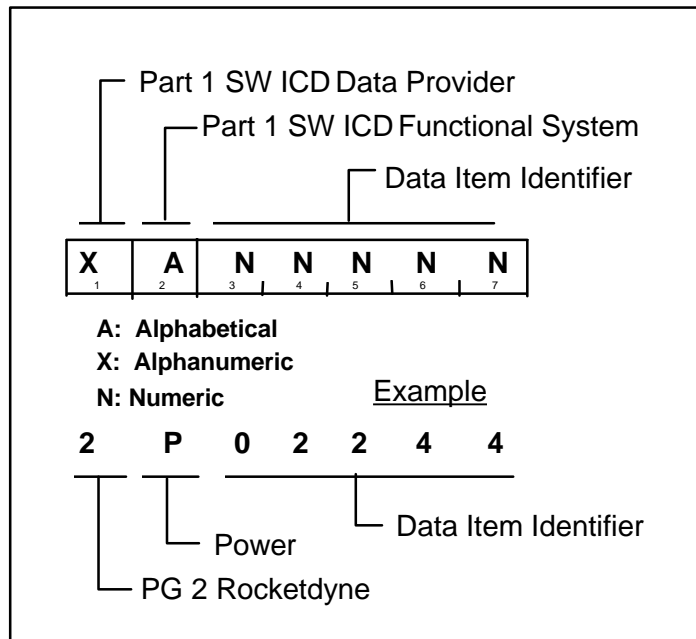 Part 1 SW ICD Data Provider
Part 1 SW ICD Functional System
Data Item Identifier
X A N N N N N
1 2 3 4 5 6 7
A: Alphabetical
X: Alphanumeric
N: Numeric
Example
2 P 0 2 2 4 4
Data Item Identifier
Power
PG 2 Rocketdyne